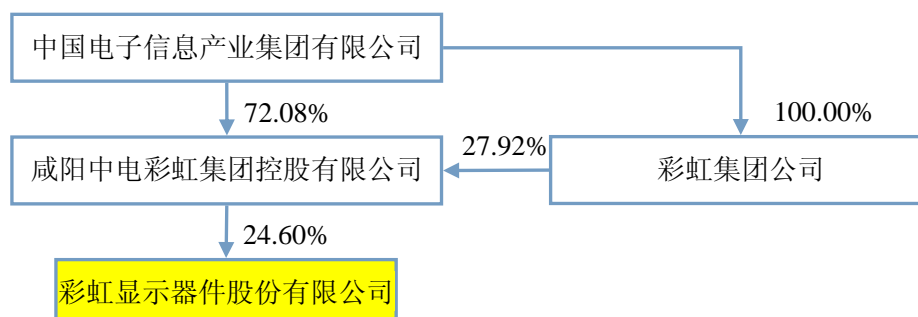 中国电子信息产业集团有限公司
72.08%
100.00%
咸阳中电彩虹集团控股有限公司
27.92%
彩虹集团公司
24.60%
彩虹显示器件股份有限公司